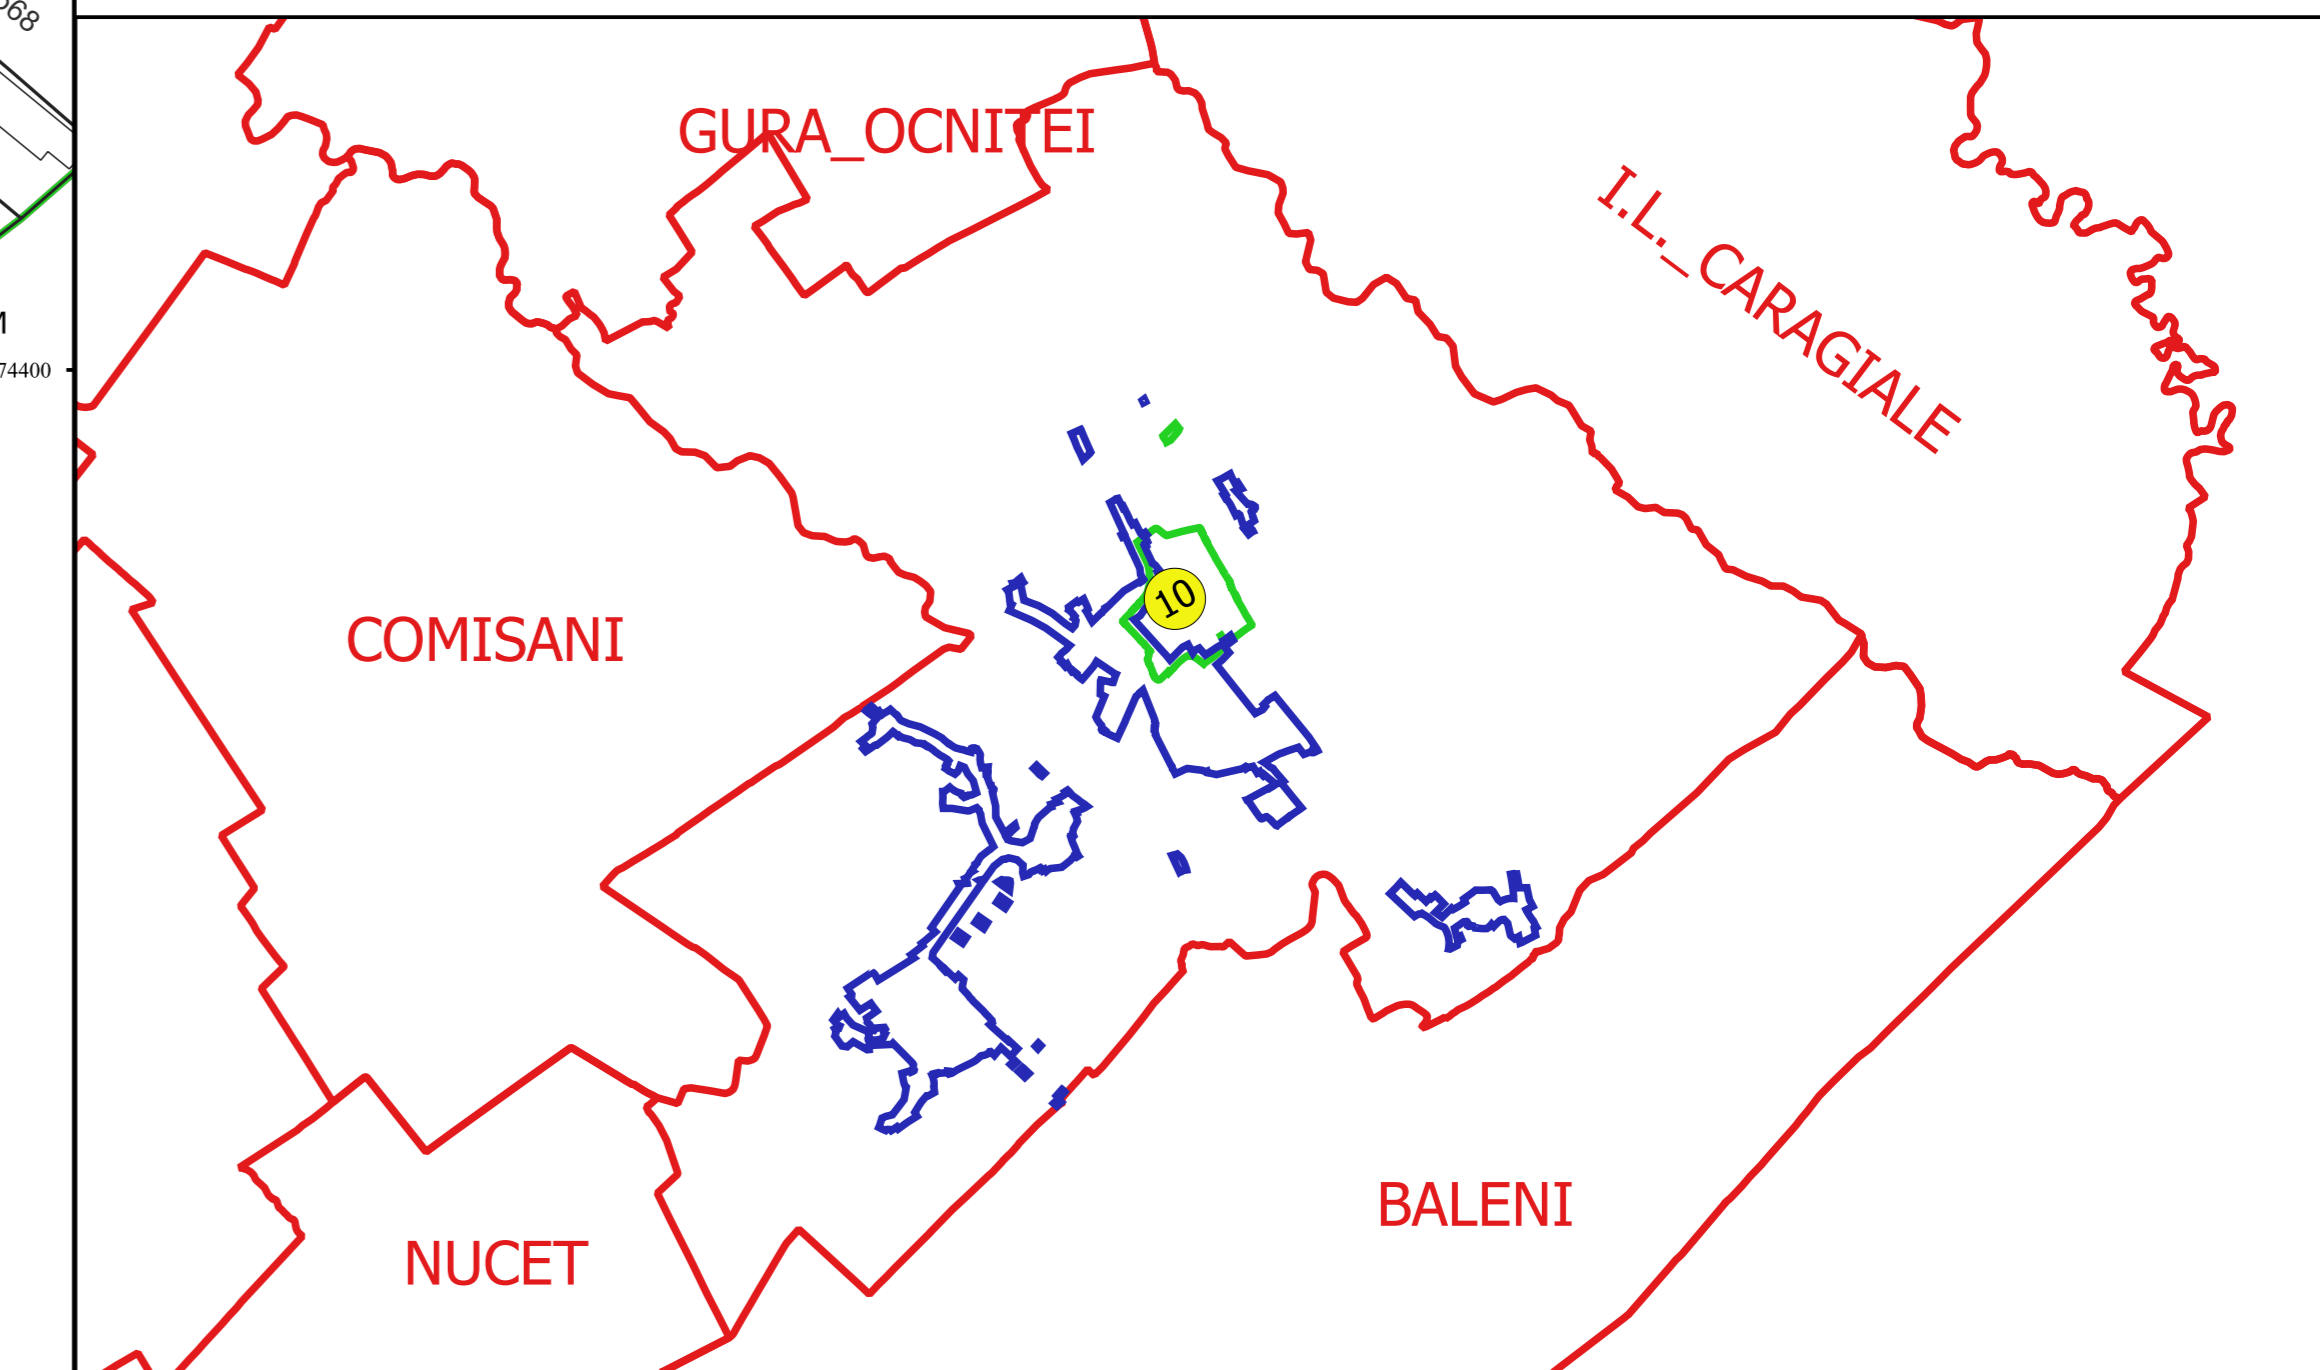 GURA_OCNITEI
I.L._CARAGIALE
74400
10
COMISANI
BALENI
NUCET